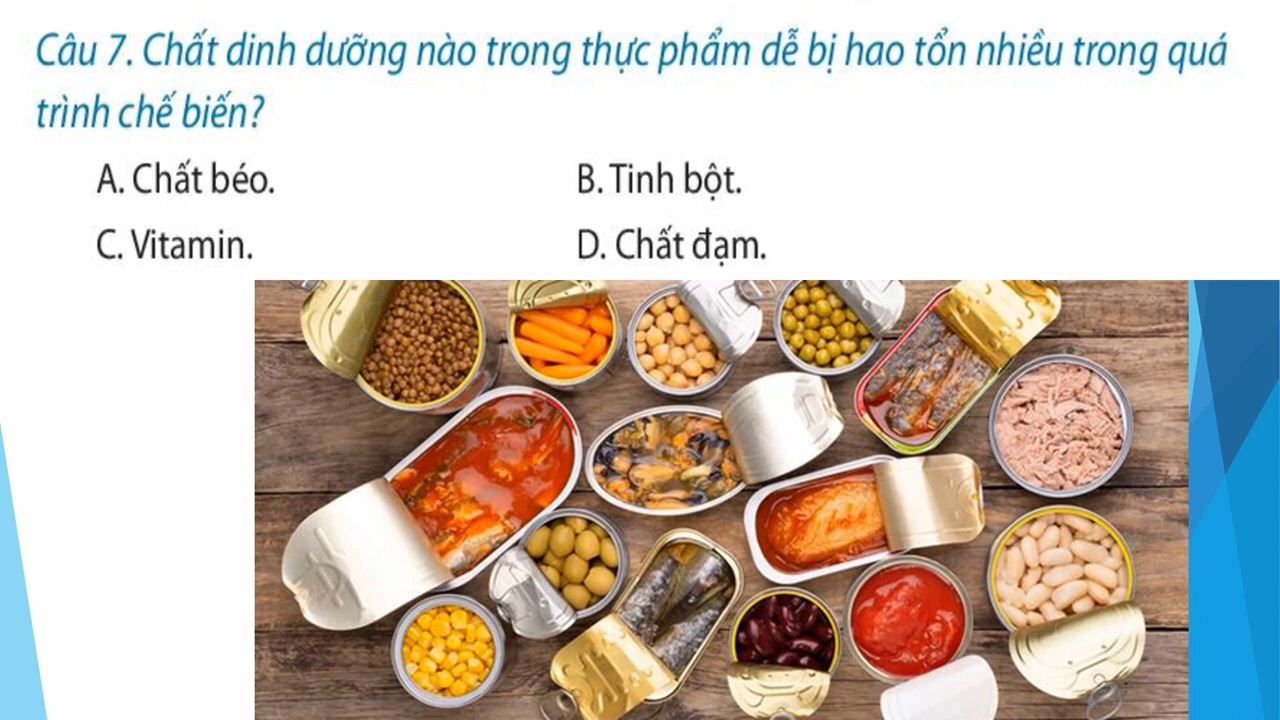 Câu 7. Chất dinh dưỡng nào trong thực phẩm dễ bị hao tổn nhiều trong quá
trình chế biến?
A. Chất béo. B. Tinh bột.
C. Vitamin. D. Chất đạm.